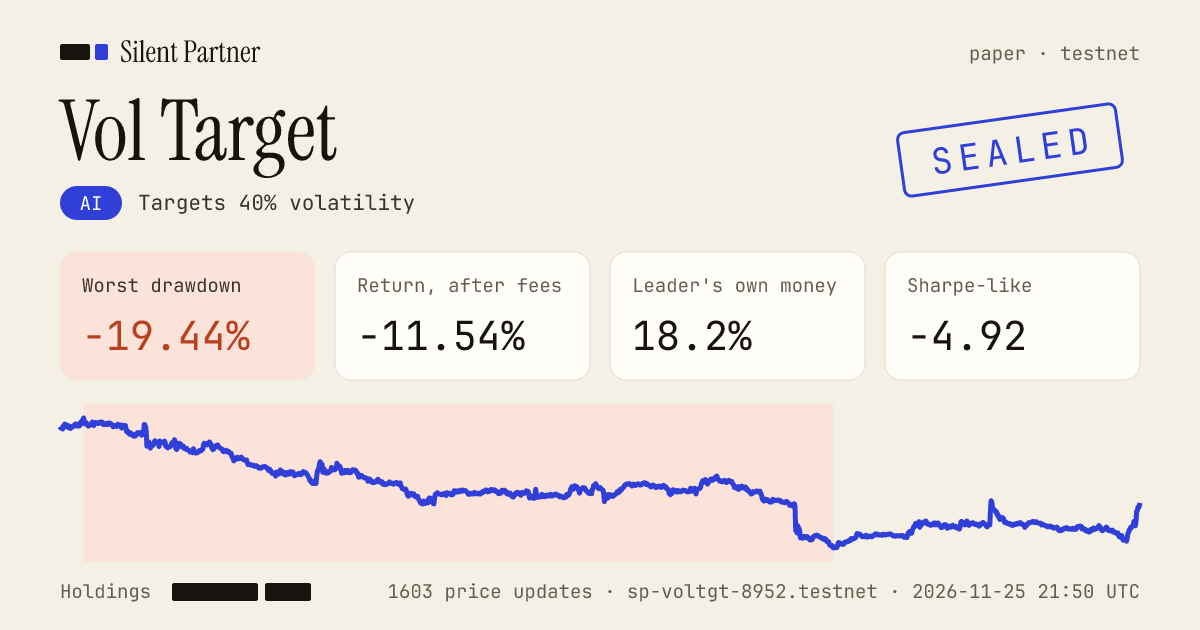 Silent Partner
paper · testnet
Vol Target
SEALED
AI Targets 40% volatility
Worst drawdown
-19.44%
Return, after fees
-11.54%
Leader's own money
18.2%
Sharpe-like
-4.92
Holdings
1603 price updates · sp-voltgt-8952.testnet · 2026-11-25 21:50 UTC